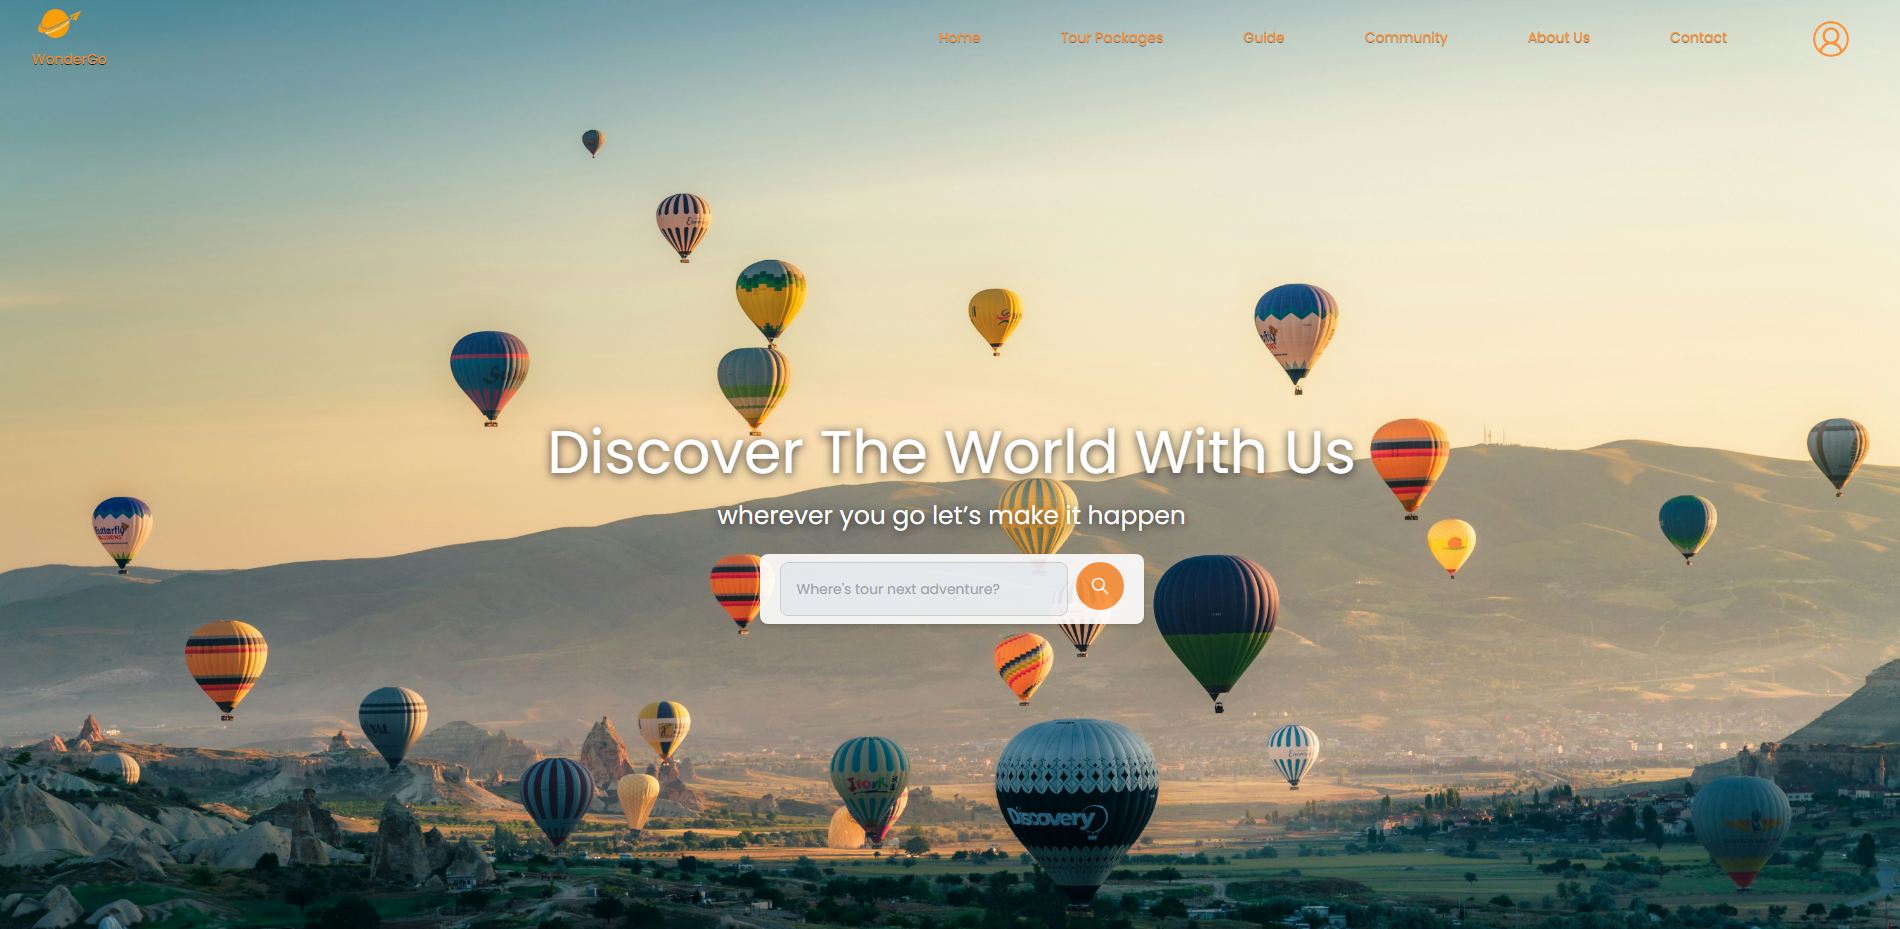 WonderGo
Home Tour Packages Guide Community About Us Contact
Discover The World With Us
wherever you go let's make it happen
Where's tour next adventure?
Butterfly
BALLOONS
Discovery